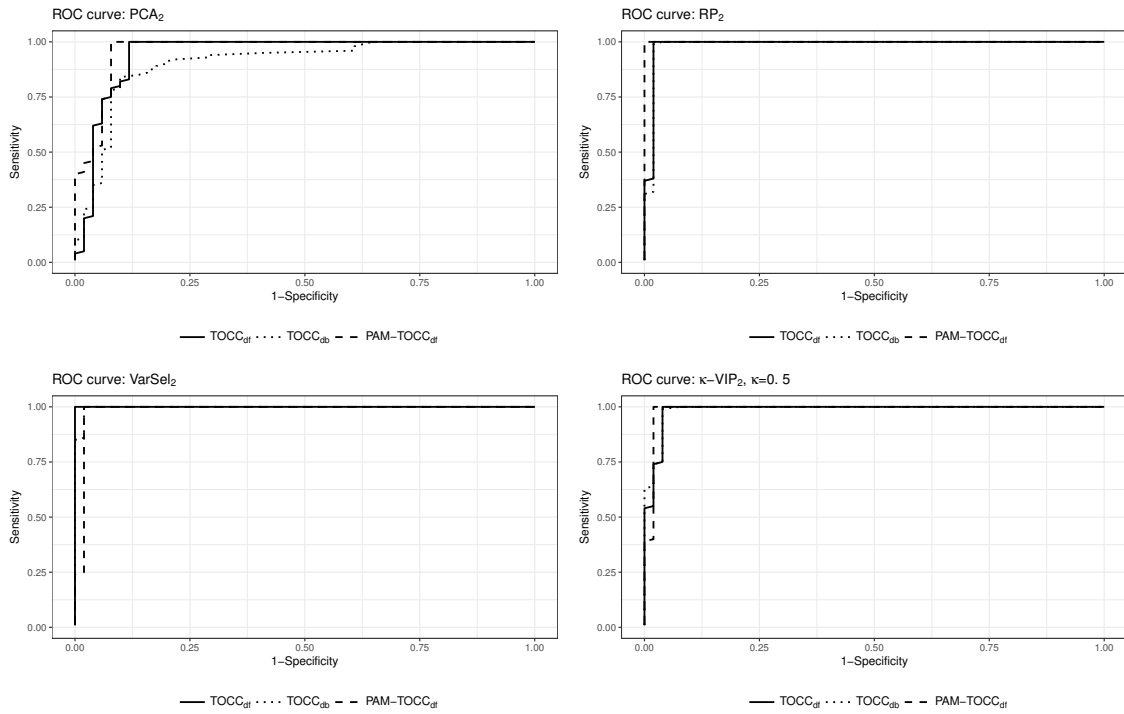 ROC curve: PCA₂
1.00
0.75
0.50
0.25
0.00
Sensitivity
0.00 0.25 0.50 0.75 1.00
1-Specificity
TOCCdf TOCCdb PAM−TOCCdf
ROC curve: RP₂
1.00
0.75
0.50
0.25
0.00
Sensitivity
0.00 0.25 0.50 0.75 1.00
1-Specificity
TOCCdf TOCCdb PAM−TOCCdf
ROC curve: VarSel₂
1.00
0.75
0.50
0.25
0.00
Sensitivity
0.00 0.25 0.50 0.75 1.00
1-Specificity
TOCCdf TOCCdb PAM−TOCCdf
ROC curve: κ−VIP₂, κ=0. 5
1.00
0.75
0.50
0.25
0.00
Sensitivity
0.00 0.25 0.50 0.75 1.00
1-Specificity
TOCCdf TOCCdb PAM−TOCCdf